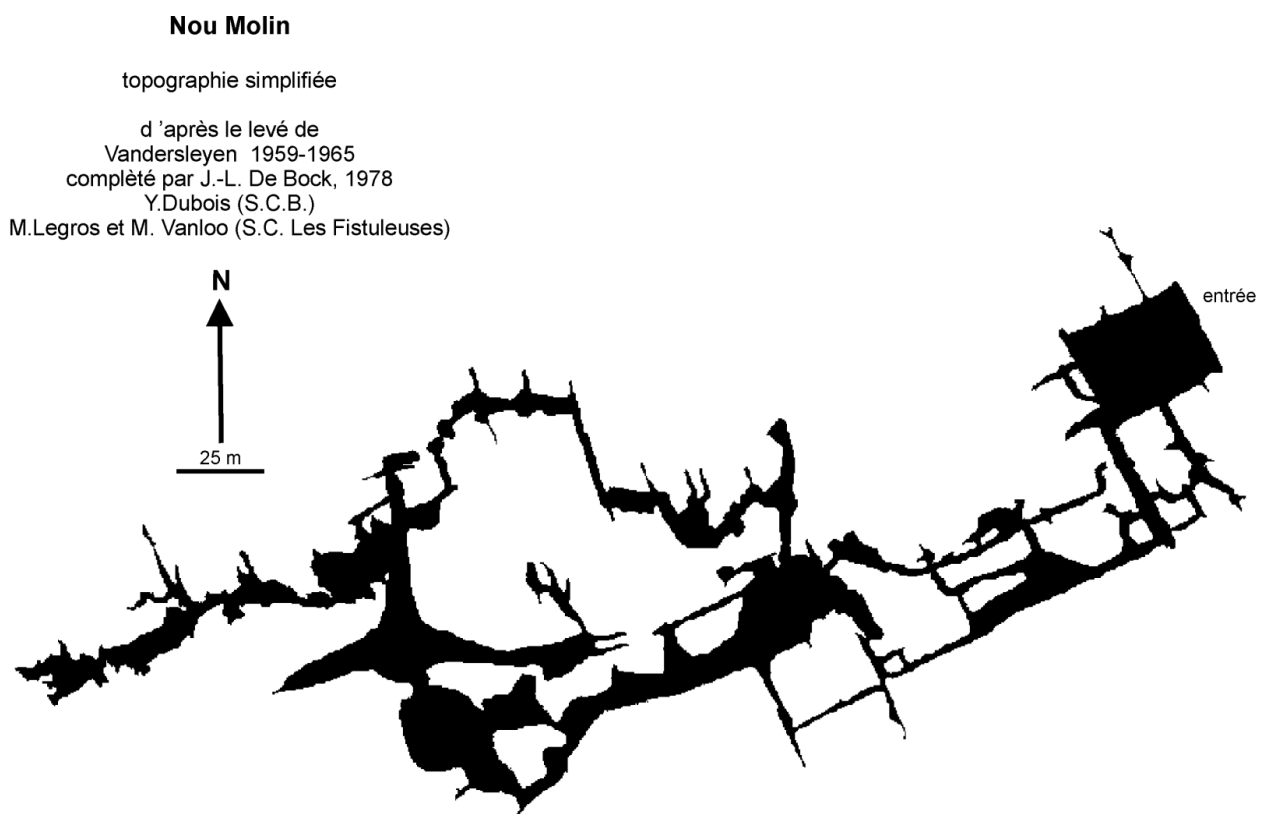 Nou Molin
topographie simplifiée
d ’après le levé de
Vandersleyen 1959-1965
complèté par J.-L. De Bock, 1978
Y.Dubois (S.C.B.)
M.Legros et M. Vanloo (S.C. Les Fistuleuses)
N
25 m
entrée